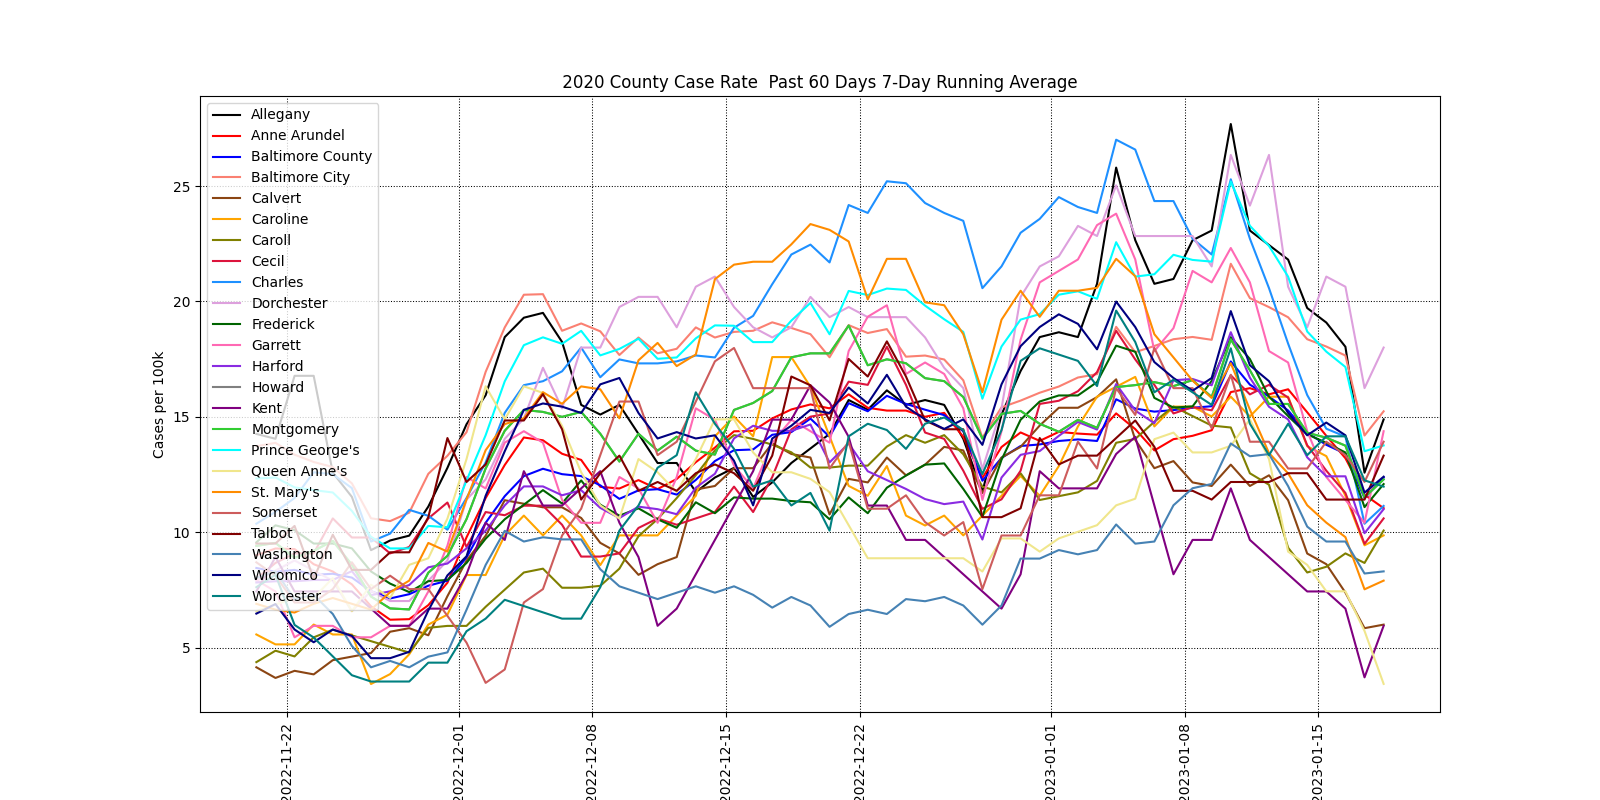 2020 County Case Rate  Past 60 Days 7-Day Running Average
Cases per 100k
25
20
15
10
5
Allegany
Anne Arundel
Baltimore County
Baltimore City
Calvert
Caroline
Caroll
Cecil
Charles
Dorchester
Frederick
Garrett
Harford
Howard
Kent
Montgomery
Prince George's
Queen Anne's
St. Mary's
Somerset
Talbot
Washington
Wicomico
Worcester
2022-11-22
2022-12-01
2022-12-08
2022-12-15
2022-12-22
2023-01-01
2023-01-08
2023-01-15